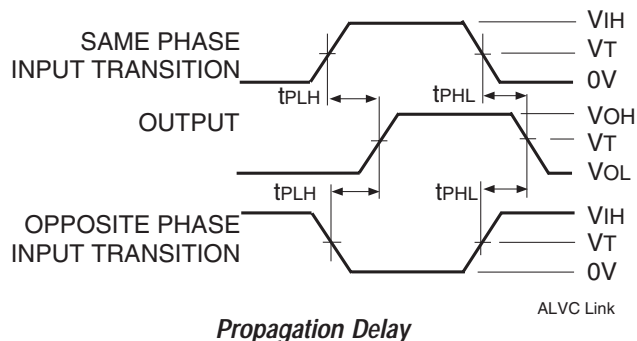 SAME PHASE
INPUT TRANSITION
VIH
VT
0V
tPLH
tPHL
OUTPUT
VOH
VT
VOL
tPLH
tPHL
OPPOSITE PHASE
INPUT TRANSITION
VIH
VT
0V
ALVC Link
Propagation Delay